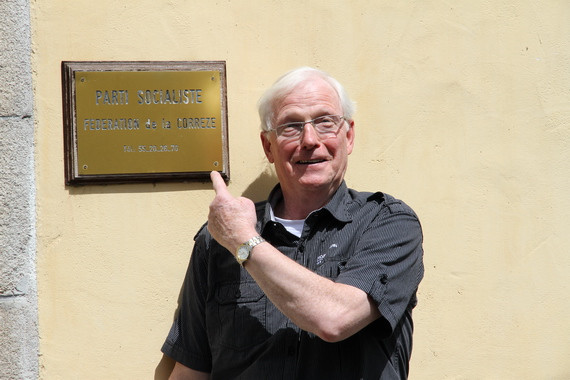 PARTI SOCIALISTE
FEDERATION de la CORREZE